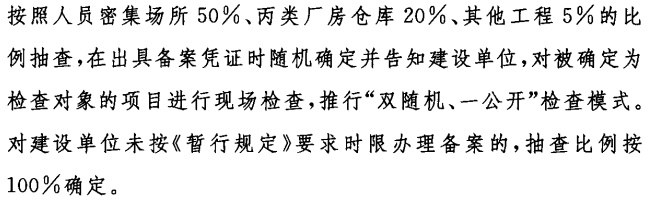 按照人员密集场所50%、丙类厂房仓库20%、其他工程5%的比
例抽查,在出具备案凭证时随机确定并告知建设单位,对被确定为
检查对象的项目进行现场检查,推行“双随机、一公开”检查模式。
对建设单位未按《暂行规定》要求时限办理备案的,抽查比例按
100%确定。